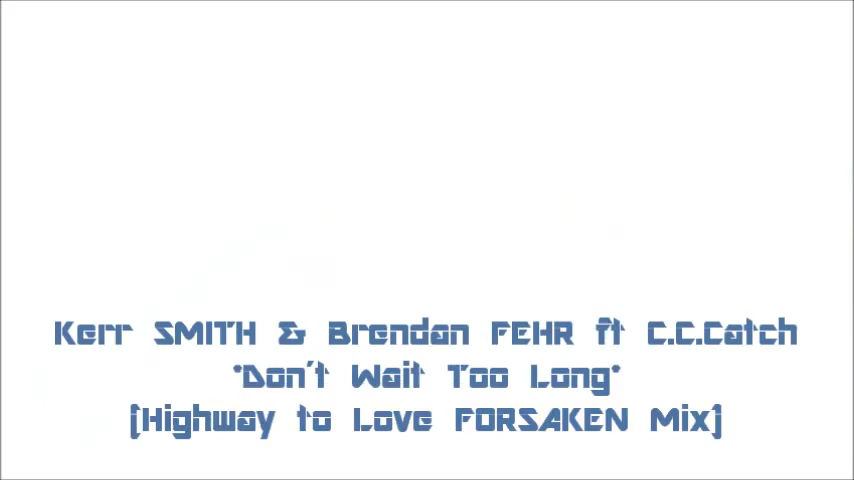 Kerr SMITH & Brendan FEHR ft C.C.Catch
"Don't Wait Too Long"
[Highway to Love FORSAKEN Mix]